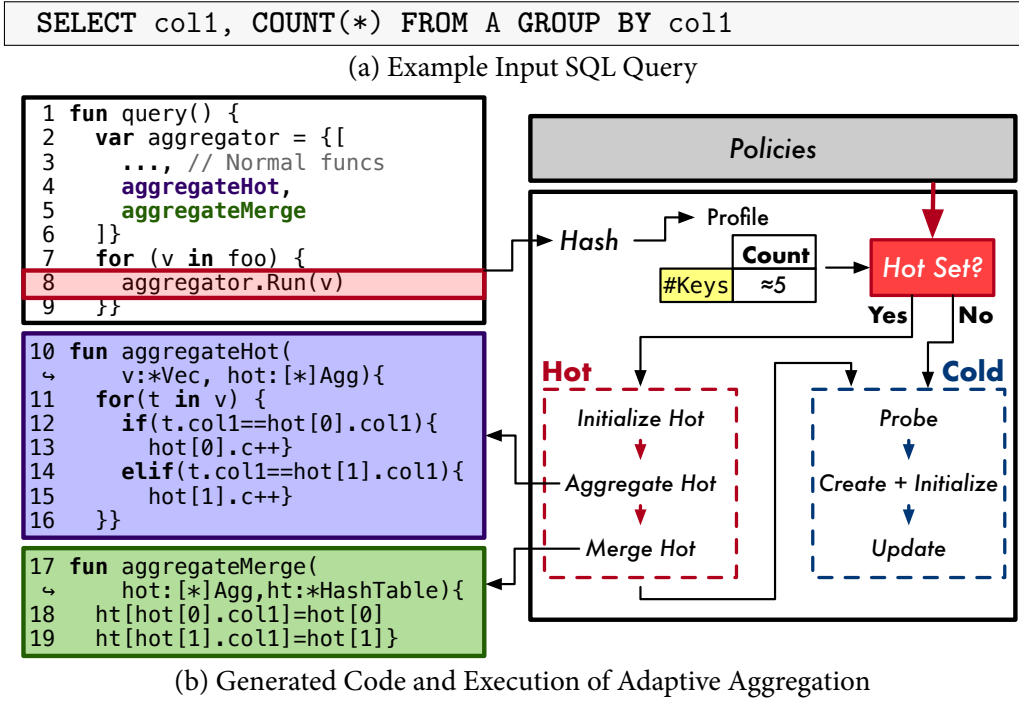 SELECT col1, COUNT(*) FROM A GROUP BY col1
(a) Example Input SQL Query
1 fun query() {
2 var aggregator = {[
3 ..., // Normal funcs
4 aggregateHot,
5 aggregateMerge
6 ]}
7 for (v in foo) {
8 aggregator.Run(v)
9 }}
10 fun aggregateHot(
↪ v:*Vec, hot:[*]Agg){
11 for(t in v) {
12 if(t.col1==hot[0].col1){
13 hot[0].c++}
14 elif(t.col1==hot[1].col1){
15 hot[1].c++}
16 }}
17 fun aggregateMerge(
↪ hot:[*]Agg,ht:*HashTable){
18 ht[hot[0].col1]=hot[0]
19 ht[hot[1].col1]=hot[1]}
Policies
Hash
Profile
Count
#Keys ≈5
Hot Set?
Yes No
Hot
Initialize Hot
Aggregate Hot
Merge Hot
Cold
Probe
Create + Initialize
Update
(b) Generated Code and Execution of Adaptive Aggregation